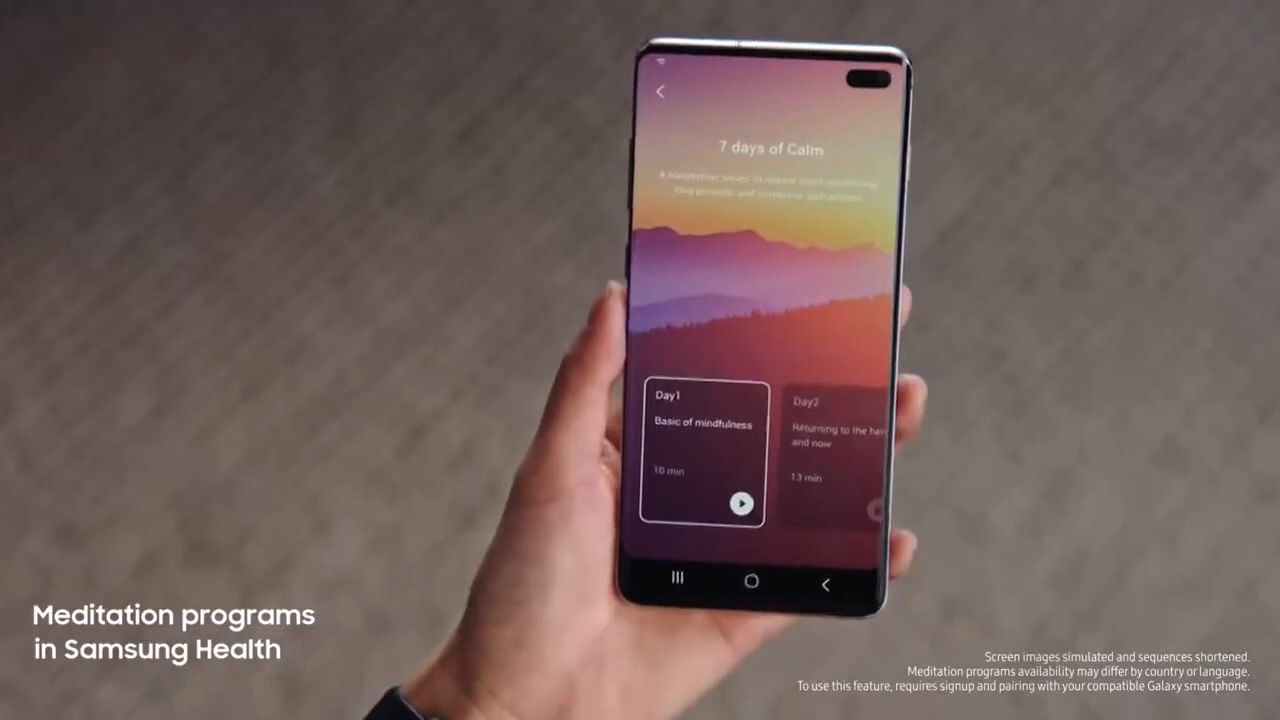 7 days of Calm
Day1
Basic of mindfulness
10 min
Day2
Returning to the her
and now
13 min
Meditation programs
in Samsung Health
Screen images simulated and sequences shortened.
Meditation programs availability may differ by country or language.
To use this feature, requires signup and pairing with your compatible Galaxy smartphone.